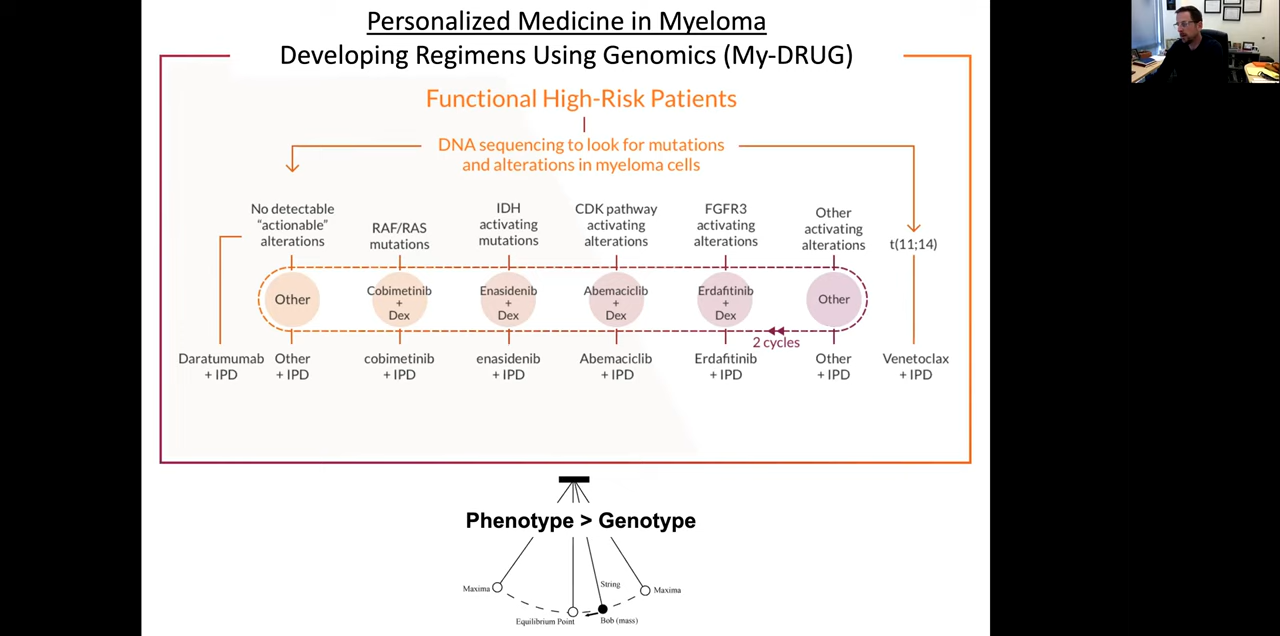 Personalized Medicine in Myeloma
Developing Regimens Using Genomics (My-DRUG)
Functional High-Risk Patients
DNA sequencing to look for mutations
and alterations in myeloma cells
No detectable
“actionable”
alterations
RAF/RAS
mutations
IDH
activating
mutations
CDK pathway
activating
alterations
FGFR3
activating
alterations
Other
activating
alterations
t(11;14)
Other
Cobimetinib
+
Dex
Enasidenib
+
Dex
Abemaciclib
+
Dex
Erdafitinib
+
Dex
Other
2 cycles
Daratumumab
+ IPD
Other
+ IPD
cobimetinib
+ IPD
enasidenib
+ IPD
Abemaciclib
+ IPD
Erdafitinib
+ IPD
Other
+ IPD
Venetoclax
+ IPD
Phenotype > Genotype
Maxima
String
Maxima
Equilibrium Point
Bob (mass)